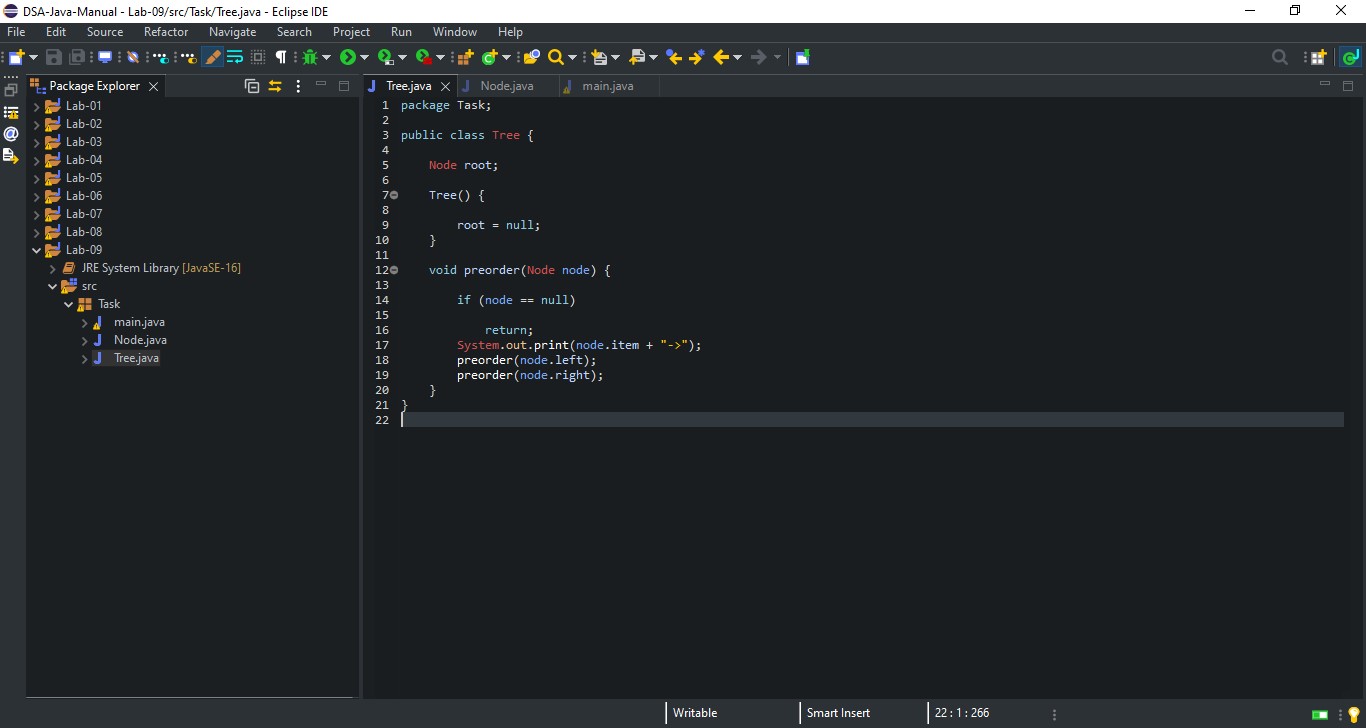 DSA-Java-Manual - Lab-09/src/Task/Tree.java - Eclipse IDE
File Edit Source Refactor Navigate Search Project Run Window Help
Package Explorer
Lab-01
Lab-02
Lab-03
Lab-04
Lab-05
Lab-06
Lab-07
Lab-08
Lab-09
JRE System Library [JavaSE-16]
src
Task
main.java
Node.java
Tree.java
Tree.java Node.java main.java
1 package Task;
2
3 public class Tree {
4
5 Node root;
6
7 Tree() {
8
9 root = null;
10 }
11
12 void preorder(Node node) {
13
14 if (node == null)
15
16 return;
17 System.out.print(node.item + "->");
18 preorder(node.left);
19 preorder(node.right);
20 }
21 }
22
Writable Smart Insert 22 : 1 : 266